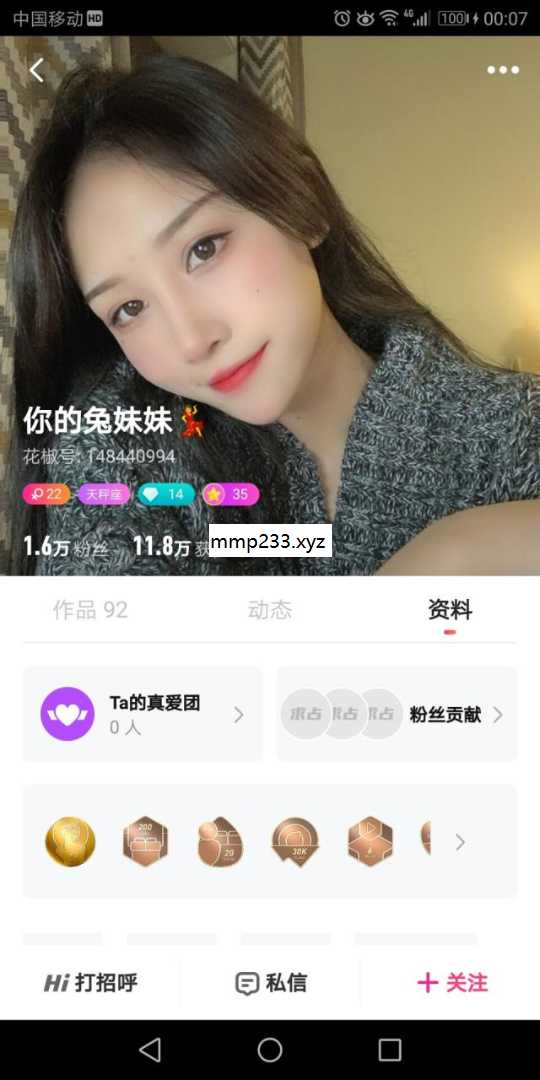 中国移动 HD
4G 100 00:07
你的兔妹妹💃
花椒号: 148440994
♀22 天秤座 14 35
1.6万粉丝 11.8万获
mmp233.xyz
作品 92 动态 资料
Ta的真爱团
0 人
求占 求占 求占 粉丝贡献
200 29 30K
Hi 打招呼 私信 + 关注